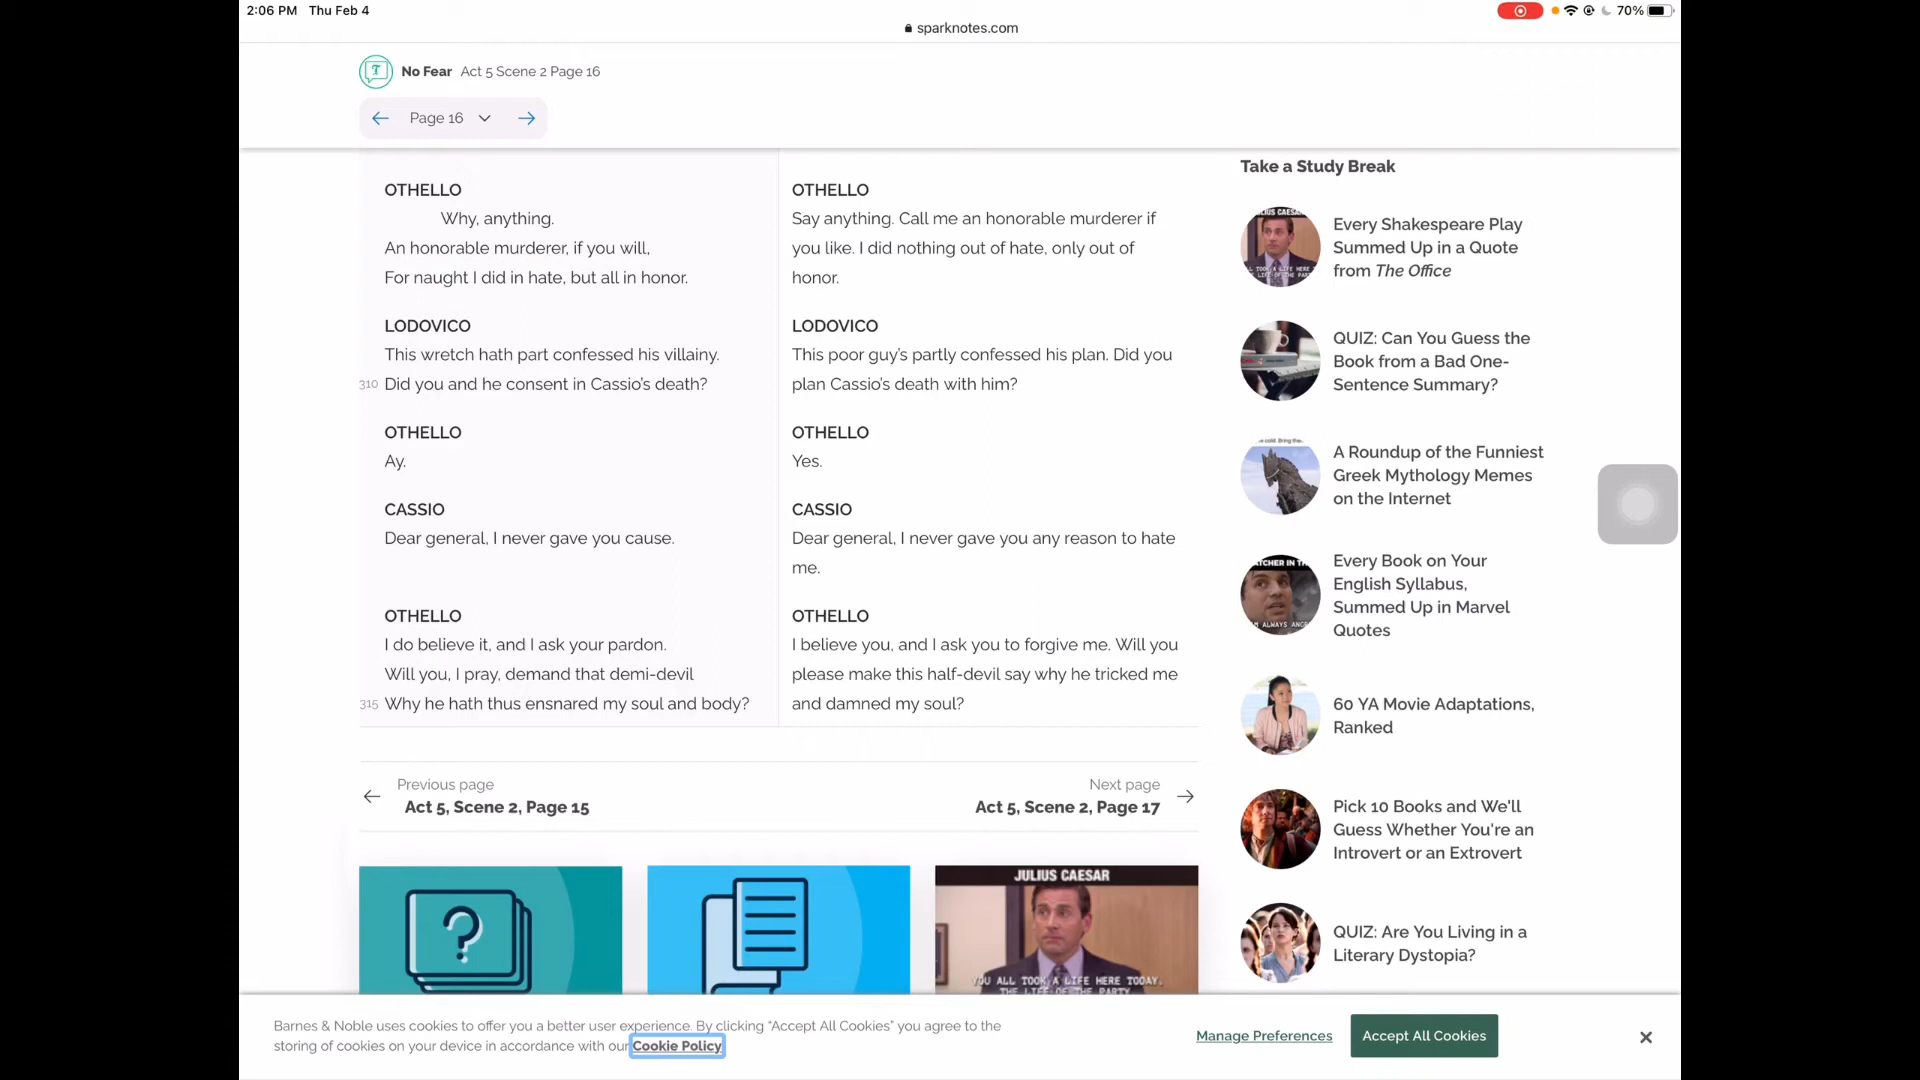 2:06 PM Thu Feb 4
70%
sparknotes.com
No Fear Act 5 Scene 2 Page 16
Page 16
OTHELLO
Why, anything.
An honorable murderer, if you will,
For naught I did in hate, but all in honor.
LODOVICO
This wretch hath part confessed his villainy.
310 Did you and he consent in Cassio's death?
OTHELLO
Ay.
CASSIO
Dear general, I never gave you cause.
OTHELLO
I do believe it, and I ask your pardon.
Will you, I pray, demand that demi-devil
315 Why he hath thus ensnared my soul and body?
OTHELLO
Say anything. Call me an honorable murderer if
you like. I did nothing out of hate, only out of
honor.
LODOVICO
This poor guy's partly confessed his plan. Did you
plan Cassio's death with him?
OTHELLO
Yes.
CASSIO
Dear general, I never gave you any reason to hate
me.
OTHELLO
I believe you, and I ask you to forgive me. Will you
please make this half-devil say why he tricked me
and damned my soul?
Previous page
Act 5, Scene 2, Page 15
Next page
Act 5, Scene 2, Page 17
?
JULIUS CAESAR
YOU ALL TOOK A LIFE HERE TODAY.
THE LIFE OF THE PARTY.
Take a Study Break
Every Shakespeare Play
Summed Up in a Quote
from The Office
QUIZ: Can You Guess the
Book from a Bad One-
Sentence Summary?
A Roundup of the Funniest
Greek Mythology Memes
on the Internet
Every Book on Your
English Syllabus,
Summed Up in Marvel
Quotes
60 YA Movie Adaptations,
Ranked
Pick 10 Books and We'll
Guess Whether You're an
Introvert or an Extrovert
QUIZ: Are You Living in a
Literary Dystopia?
Barnes & Noble uses cookies to offer you a better user experience. By clicking "Accept All Cookies" you agree to the
storing of cookies on your device in accordance with our Cookie Policy
Manage Preferences
Accept All Cookies